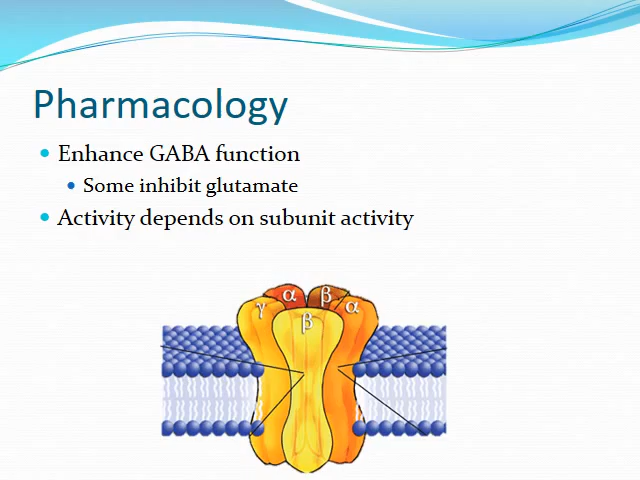 Pharmacology
Enhance GABA function
Some inhibit glutamate
Activity depends on subunit activity
α β
γ α
β